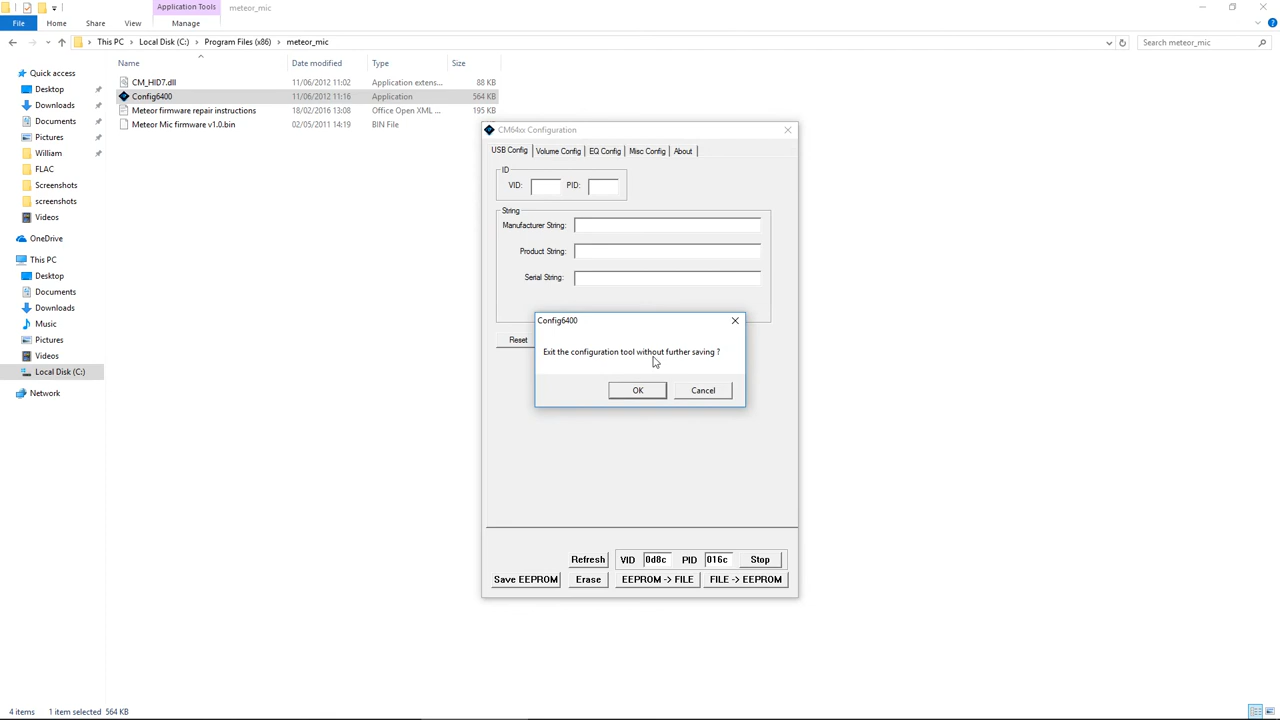 Application Tools
meteor_mic
File
Home
Share
View
Manage
This PC
Local Disk (C:)
Program Files (x86)
meteor_mic
Search meteor_mic
Name
Date modified
Type
Size
CM_HID7.dll
11/06/2012 11:02
Application extens...
88 KB
Config6400
11/06/2012 11:16
Application
564 KB
Meteor firmware repair instructions
18/02/2016 13:08
Office Open XML ...
195 KB
Meteor Mic firmware v1.0.bin
02/05/2011 14:19
BIN File
Quick access
Desktop
Downloads
Documents
Pictures
William
FLAC
Screenshots
screenshots
Videos
OneDrive
This PC
Desktop
Documents
Downloads
Music
Pictures
Videos
Local Disk (C:)
Network
CM64xx Configuration
USB Config
Volume Config
EQ Config
Misc Config
About
ID
VID:
PID:
String
Manufacturer String:
Product String:
Serial String:
Reset
Config6400
Exit the configuration tool without further saving ?
OK
Cancel
Refresh
VID
0d8c
PID
016c
Stop
Save EEPROM
Erase
EEPROM -> FILE
FILE -> EEPROM
4 items
1 item selected 564 KB